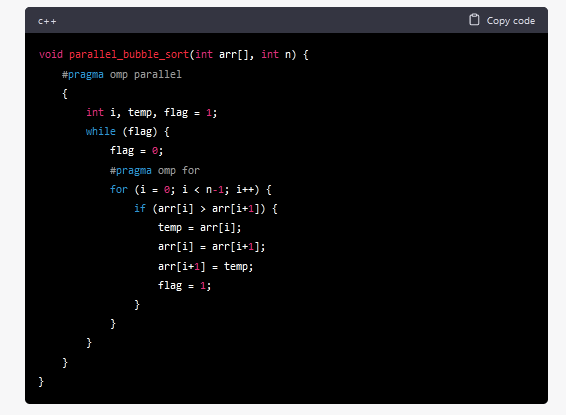 c++ Copy code
void parallel_bubble_sort(int arr[], int n) {
    #pragma omp parallel
    {
        int i, temp, flag = 1;
        while (flag) {
            flag = 0;
            #pragma omp for
            for (i = 0; i < n-1; i++) {
                if (arr[i] > arr[i+1]) {
                    temp = arr[i];
                    arr[i] = arr[i+1];
                    arr[i+1] = temp;
                    flag = 1;
                }
            }
        }
    }
}